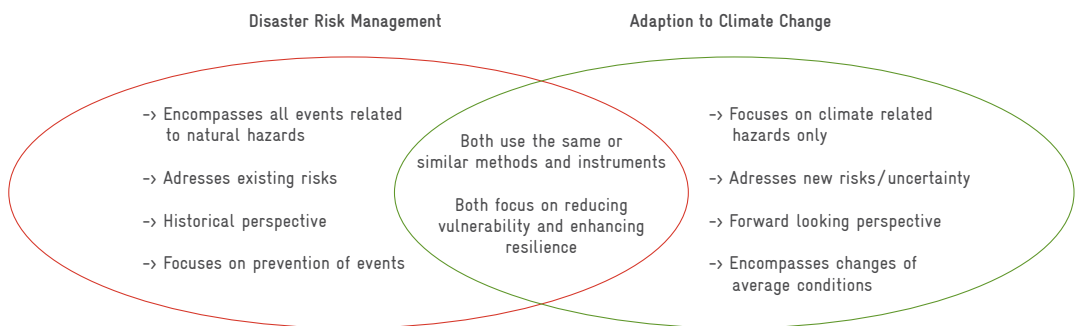 Disaster Risk Management
Adaption to Climate Change
-> Encompasses all events related
to natural hazards
-> Adresses existing risks
-> Historical perspective
-> Focuses on prevention of events
Both use the same or
similar methods and instruments
Both focus on reducing
vulnerability and enhancing
resilience
-> Focuses on climate related
hazards only
-> Adresses new risks/uncertainty
-> Forward looking perspective
-> Encompasses changes of
average conditions